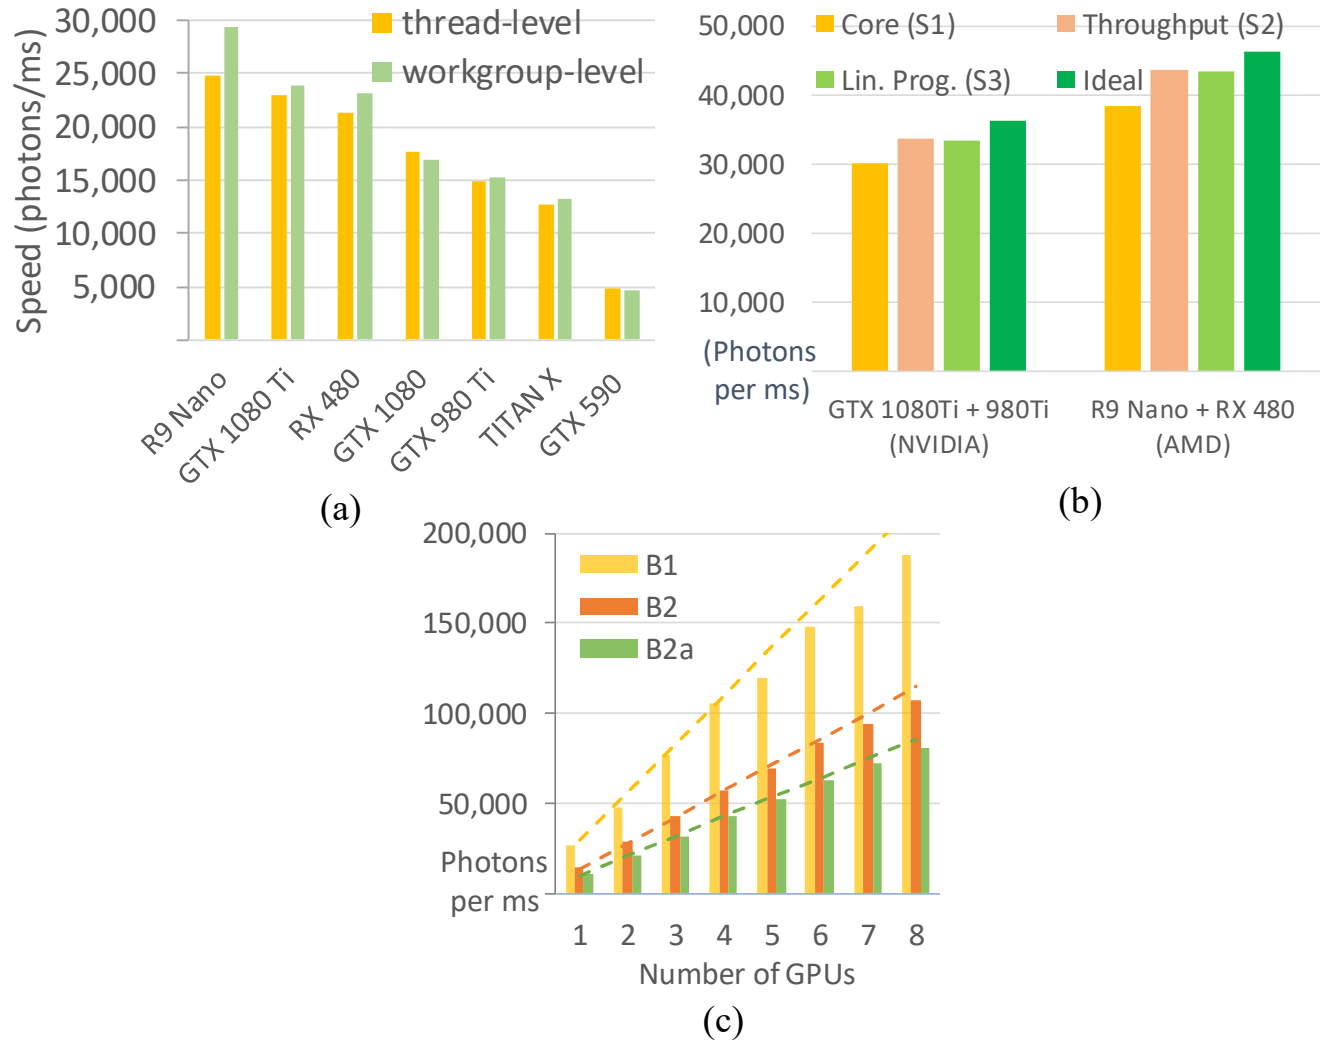 30,000
25,000
20,000
15,000
10,000
5,000
Speed (photons/ms)
thread-level
workgroup-level
R9 Nano
GTX 1080 Ti
RX 480
GTX 1080
GTX 980 Ti
TITAN X
GTX 590
(a)
50,000
40,000
30,000
20,000
10,000
(Photons
per ms)
Core (S1)
Throughput (S2)
Lin. Prog. (S3)
Ideal
GTX 1080Ti + 980Ti
(NVIDIA)
R9 Nano + RX 480
(AMD)
(b)
200,000
150,000
100,000
50,000
Photons
per ms
B1
B2
B2a
1 2 3 4 5 6 7 8
Number of GPUs
(c)